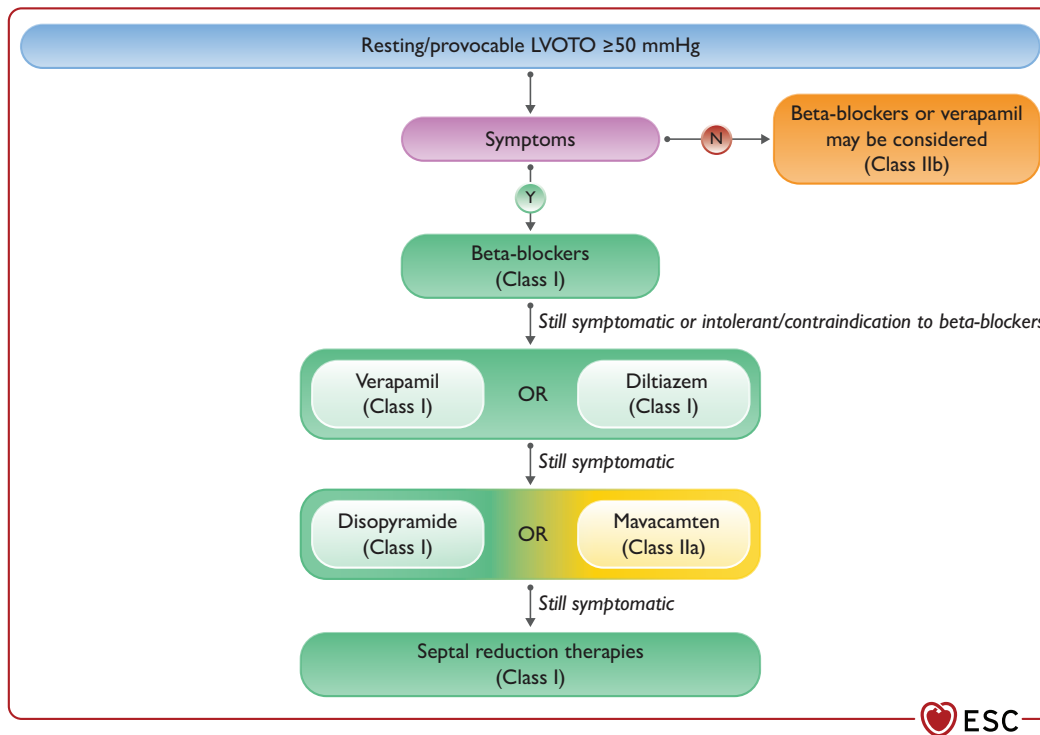 Resting/provocable LVOTO ≥50 mmHg
Symptoms
N
Beta-blockers or verapamil
may be considered
(Class IIb)
Y
Beta-blockers
(Class I)
Still symptomatic or intolerant/contraindication to beta-blockers
Verapamil
(Class I)
OR
Diltiazem
(Class I)
Still symptomatic
Disopyramide
(Class I)
OR
Mavacamten
(Class IIa)
Still symptomatic
Septal reduction therapies
(Class I)
ESC